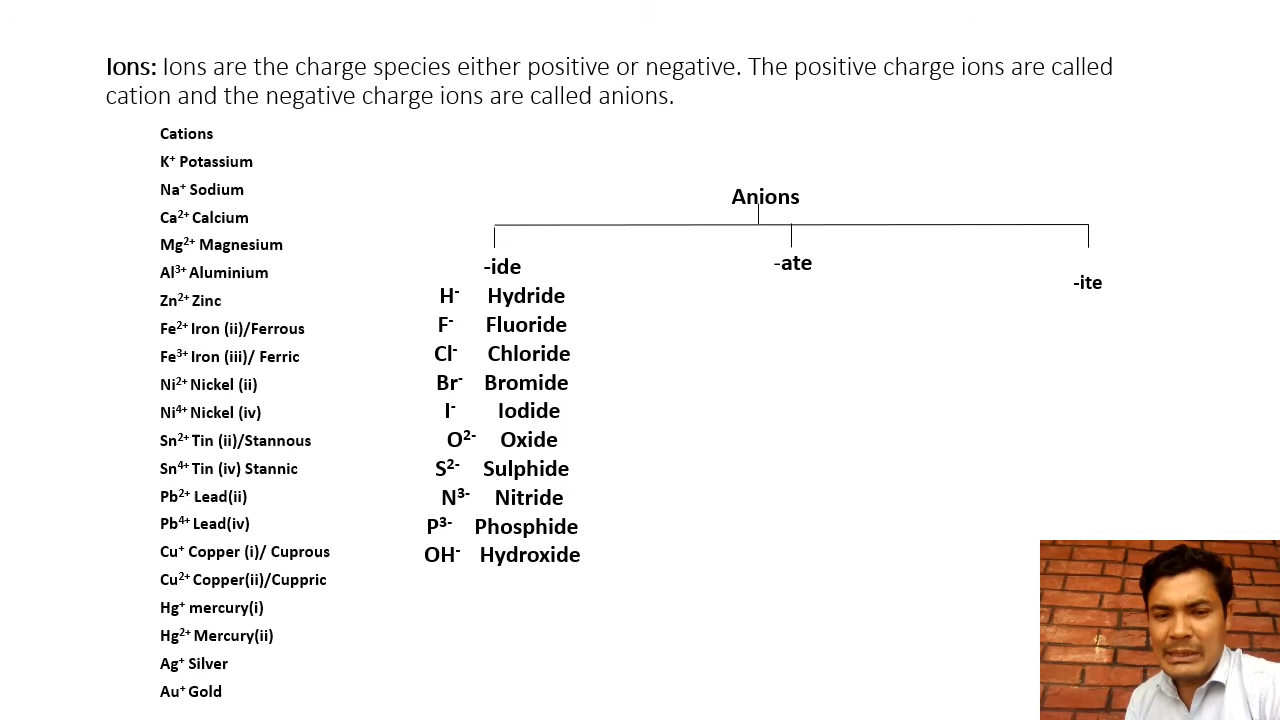 Ions: Ions are the charge species either positive or negative. The positive charge ions are called
cation and the negative charge ions are called anions.
Cations
K⁺ Potassium
Na⁺ Sodium
Ca²⁺ Calcium
Mg²⁺ Magnesium
Al³⁺ Aluminium
Zn²⁺ Zinc
Fe²⁺ Iron (ii)/Ferrous
Fe³⁺ Iron (iii)/ Ferric
Ni²⁺ Nickel (ii)
Ni⁴⁺ Nickel (iv)
Sn²⁺ Tin (ii)/Stannous
Sn⁴⁺ Tin (iv) Stannic
Pb²⁺ Lead(ii)
Pb⁴⁺ Lead(iv)
Cu⁺ Copper (i)/ Cuprous
Cu²⁺ Copper(ii)/Cuppric
Hg⁺ mercury(i)
Hg²⁺ Mercury(ii)
Ag⁺ Silver
Au⁺ Gold
Anions
-ide
H⁻ Hydride
F⁻ Fluoride
Cl⁻ Chloride
Br⁻ Bromide
I⁻ Iodide
O²⁻ Oxide
S²⁻ Sulphide
N³⁻ Nitride
P³⁻ Phosphide
OH⁻ Hydroxide
-ate
-ite